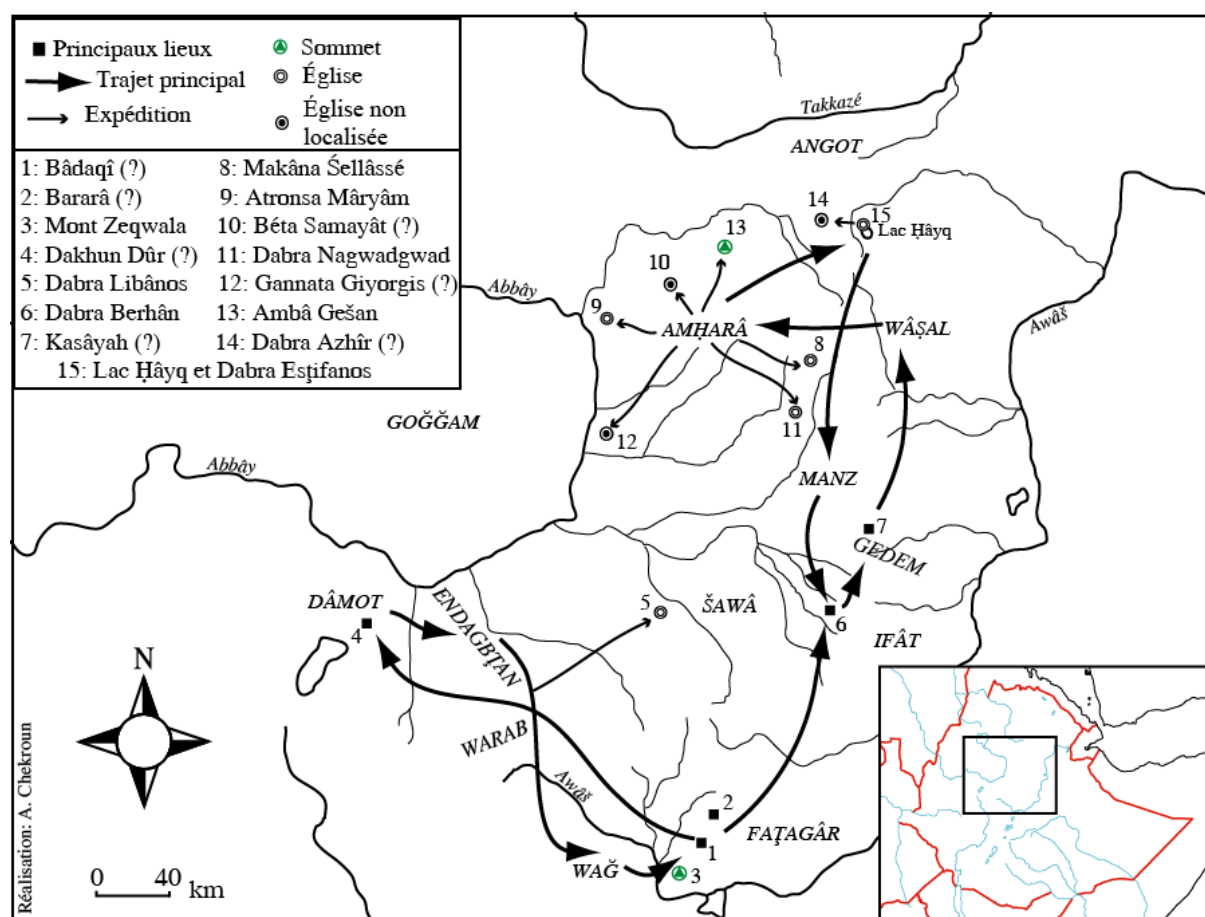 Principaux lieux
Trajet principal
Expédition
Sommet
Église
Église non
localisée
1: Bâdaqî (?)
2: Bararâ (?)
3: Mont Zeqwala
4: Dakhun Dûr (?)
5: Dabra Libânos
6: Dabra Berhân
7: Kasâyah (?)
8: Makâna Śellâssé
9: Atronsa Mâryâm
10: Béta Samayât (?)
11: Dabra Nagwadgwad
12: Gannata Giyorgis (?)
13: Ambâ Gešan
14: Dabra Azhîr (?)
15: Lac Ḥâyq et Dabra Esṭifanos
Takkazé
ANGOT
14
15
Lac Ḥâyq
13
10
Abbây
9
AMḤARÂ
WÂṢAL
Awâš
8
GOĞĞAM
11
12
Abbây
MANZ
7
GEDEM
DÂMOT
4
ENDAGBṬAN
5
ŠAWÂ
6
IFÂT
N
WARAB
Awâš
2
1
FAṬAGÂR
WAĞ
3
0 40
km
Réalisation: A. Chekroun